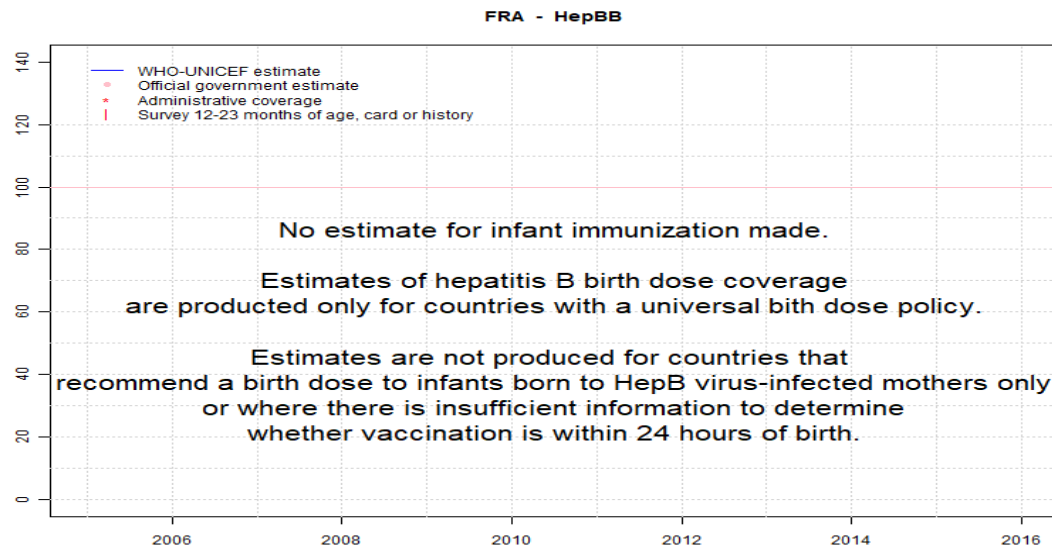 FRA - HepBB
WHO-UNICEF estimate
Official government estimate
Administrative coverage
Survey 12-23 months of age, card or history
140
120
100
80
60
40
20
0
No estimate for infant immunization made.
Estimates of hepatitis B birth dose coverage
are producted only for countries with a universal bith dose policy.
Estimates are not produced for countries that
recommend a birth dose to infants born to HepB virus-infected mothers only
or where there is insufficient information to determine
whether vaccination is within 24 hours of birth.
2006 2008 2010 2012 2014 2016